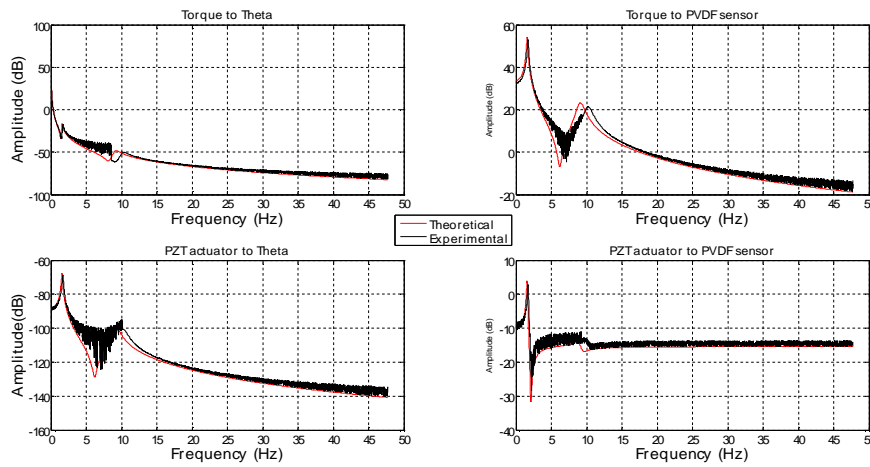 Torque to Theta
Torque to PVDF sensor
100
50
0
-50
-100
Amplitude (dB)
0 5 10 15 20 25 30 35 40 45 50
Frequency (Hz)
60
40
20
0
-20
Amplitude (dB)
0 5 10 15 20 25 30 35 40 45 50
Frequency (Hz)
Theoretical
Experimental
PZT actuator to Theta
PZT actuator to PVDF sensor
-60
-80
-100
-120
-140
-160
Amplitude(dB)
0 5 10 15 20 25 30 35 40 45 50
Frequency (Hz)
10
0
-10
-20
-30
-40
Amplitude (dB)
0 5 10 15 20 25 30 35 40 45 50
Frequency (Hz)